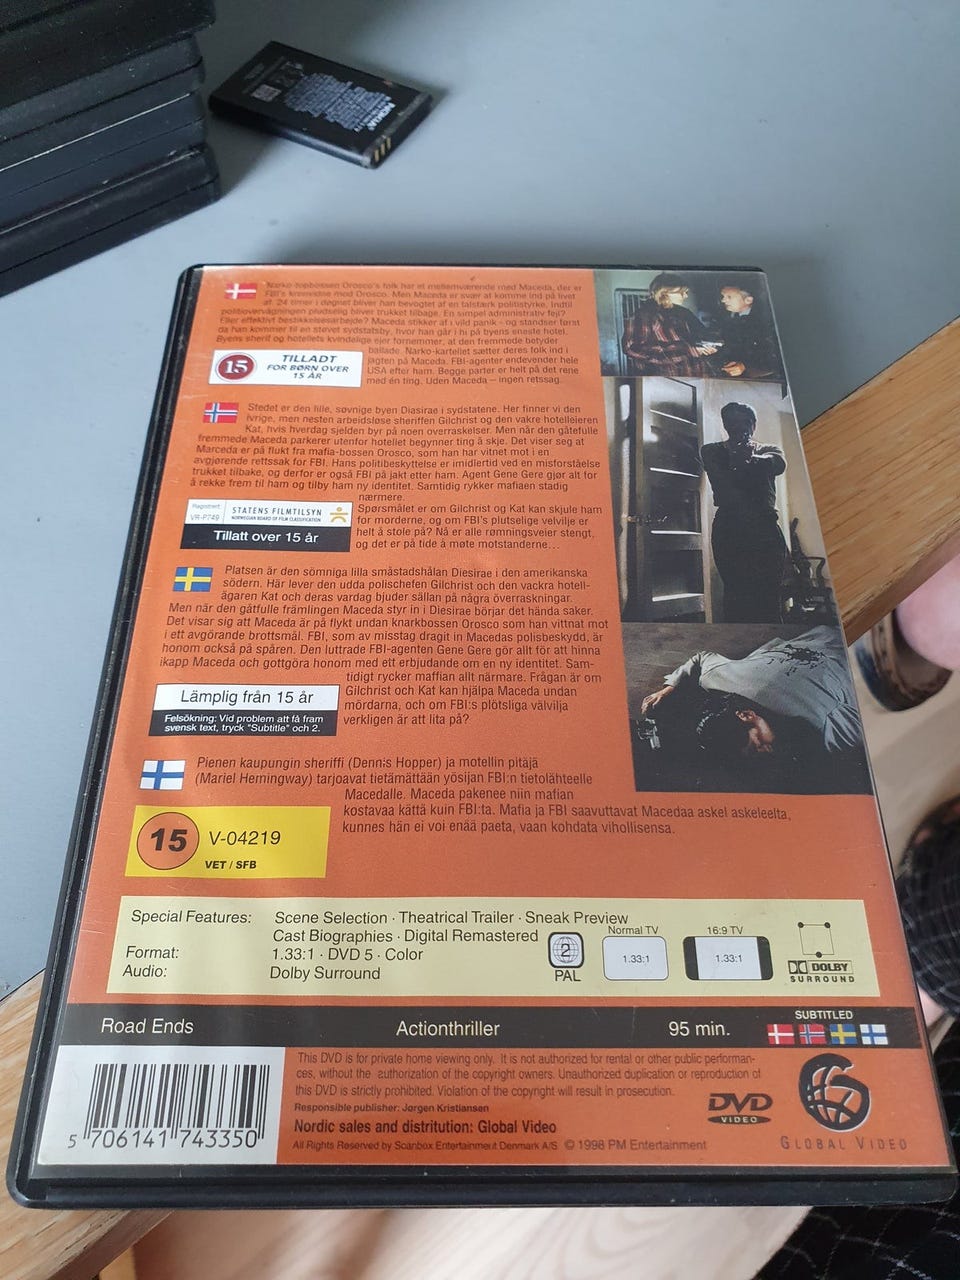 NOKIA
Narko-topbossen Orosco's folk har et mellemværende med Maceda, der er
FBI's kronvidne mod Orosco. Men Maceda er svær at komme ind på livet
af. 24 timer i døgnet bliver han bevogtet af en talstærk politistyrke, indtil
politiovervågningen pludselig bliver trukket tilbage. En simpel administrativ fejl?
Eller effektivt bestikkelsesarbejde? Maceda stikker af i vild panik - og standser først
da han kommer til en støvet sydstatsby, hvor han går i hi på byens eneste hotel.
Byens sherif og hotellets kvindelige ejer fornemmer, at den fremmede betyder
ballade. Narko-kartellet sætter deres folk ind i
jagten på Maceda. FBI-agenter endevender hele
USA efter ham. Begge parter er helt på det rene
med én ting. Uden Maceda – ingen retssag.
15
TILLADT
FOR BØRN OVER
15 ÅR
Stedet er den lille, søvnige byen Diasirae i sydstatene. Her finner vi den
ivrige, men nesten arbeidsløse sheriffen Gilchrist og den vakre hotelleieren
Kat, hvis hverdag sjelden byr på noen overraskelser. Men når den gåtefulle
fremmede Maceda parkerer utenfor hotellet begynner ting å skje. Det viser seg at
Marceda er på flukt fra mafia-bossen Orosco, som han har vitnet mot i en
avgjørende rettssak for FBI. Hans politibeskyttelse er imidlertid ved en misforståelse
trukket tilbake, og derfor er også FBI på jakt etter ham. Agent Gene Gere gjør alt for
å rekke frem til ham og tilby ham ny identitet. Samtidig rykker mafiaen stadig
nærmere.
Spørsmålet er om Gilchrist og Kat kan skjule ham
for morderne, og om FBI's plutselige velvilje er
helt å stole på? Nå er alle rømningsveier stengt,
og det er på tide å møte motstanderne…
Registrert:
VR-P749
STATENS FILMTILSYN
NORWEGIAN BOARD OF FILM CLASSIFICATION
Tillatt over 15 år
Platsen är den sömniga lilla småstadshålan Diesirae i den amerikanska
södern. Här lever den udda polischefen Gilchrist och den vackra hotell-
ägaren Kat och deras vardag bjuder sällan på några överraskningar.
Men när den gåtfulle främlingen Maceda styr in i Diesirae börjar det hända saker.
Det visar sig att Maceda är på flykt undan knarkbossen Orosco som han vittnat mot
i ett avgörande brottsmål. FBI, som av misstag dragit in Macedas polisbeskydd, är
honom också på spåren. Den luttrade FBI-agenten Gene Gere gör allt för att hinna
ikapp Maceda och gottgöra honom med ett erbjudande om en ny identitet. Sam-
tidigt rycker maffian allt närmare. Frågan är om
Gilchrist och Kat kan hjälpa Maceda undan
mördarna, och om FBI:s plötsliga välvilja
verkligen är att lita på?
Lämplig från 15 år
Felsökning: Vid problem att få fram
svensk text, tryck "Subtitle" och 2.
Pienen kaupungin sheriffi (Dennis Hopper) ja motellin pitäjä
(Mariel Hemingway) tarjoavat tietämättään yösijan FBI:n tietolähteelle
Macedalle. Maceda pakenee niin mafian
kostavaa kättä kuin FBI:ta. Mafia ja FBI saavuttavat Macedaa askel askeleelta,
kunnes hän ei voi enää paeta, vaan kohdata vihollisensa.
15
V-04219
VET / SFB
Special Features: Scene Selection · Theatrical Trailer · Sneak Preview
Cast Biographies · Digital Remastered
Format: 1.33:1 · DVD 5 · Color
Audio: Dolby Surround
2
PAL
Normal TV
1.33:1
16:9 TV
1.33:1
DOLBY
SURROUND
Road Ends Actionthriller 95 min.
SUBTITLED
This DVD is for private home viewing only. It is not authorized for rental or other public performan-
ces, without the authorization of the copyright owners. Unauthorized duplication or reproduction of
this DVD is strictly prohibited. Violation of the copyright will result in prosecution.
Responsible publisher: Jørgen Kristiansen
Nordic sales and distribution: Global Video
All Rights Reserved by Scanbox Entertainment Denmark A/S © 1998 PM Entertainment
5 706141 743350
DVD
VIDEO
GLOBAL VIDEO